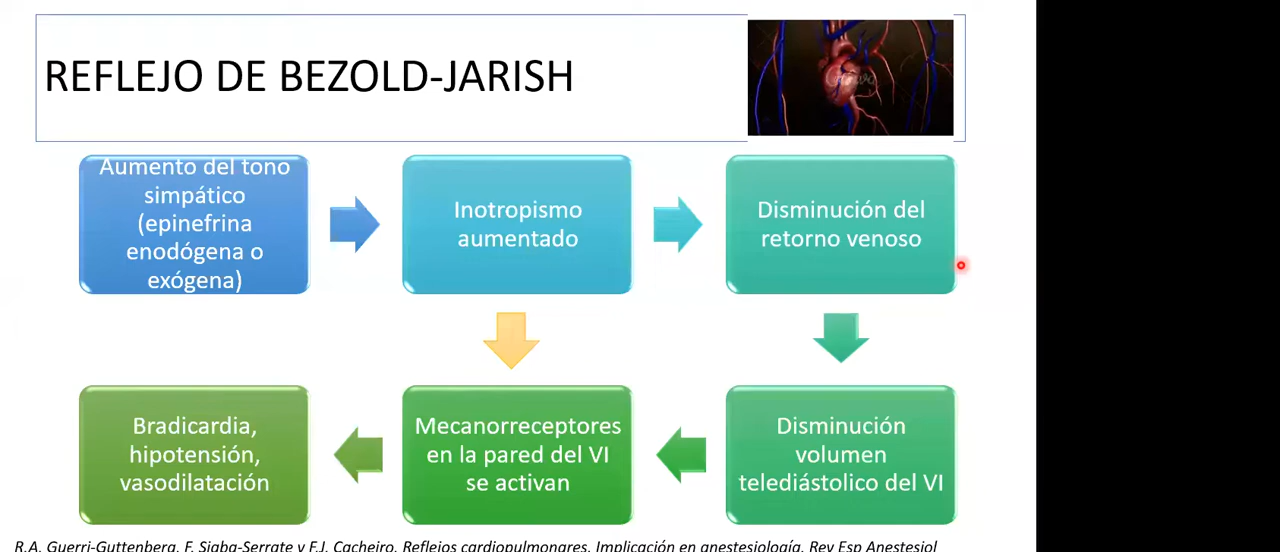 REFLEJO DE BEZOLD-JARISH
Aumento del tono
simpático
(epinefrina
enodógena o
exógena)
Inotropismo
aumentado
Disminución del
retorno venoso
Bradicardia,
hipotensión,
vasodilatación
Mecanorreceptores
en la pared del VI
se activan
Disminución
volumen
telediástolico del VI
R.A. Guerri-Guttenberg, F. Siaba-Serrate y F.J. Cacheiro. Reflejos cardiopulmonares. Implicación en anestesiología. Rev Esp Anestesiol